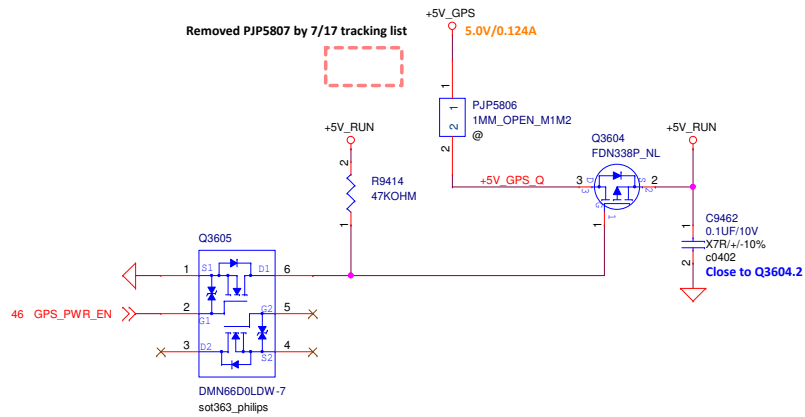 +5V_GPS
Removed PJP5807 by 7/17 tracking list
5.0V/0.124A
1
PJP5806
1MM_OPEN_M1M2
@
1
2
2
+5V_RUN
2
R9414
47KOHM
1
Q3604
FDN338P_NL
+5V_RUN
+5V_GPS_Q
3
D
3
S
2
2
G
1
1
C9462
0.1UF/10V
X7R/+/-10%
c0402
Close to Q3604.2
1
2
Q3605
1
S1
D1
6
46
GPS_PWR_EN
2
G1
G2
5
3
D2
S2
4
DMN66D0LDW-7
sot363_philips